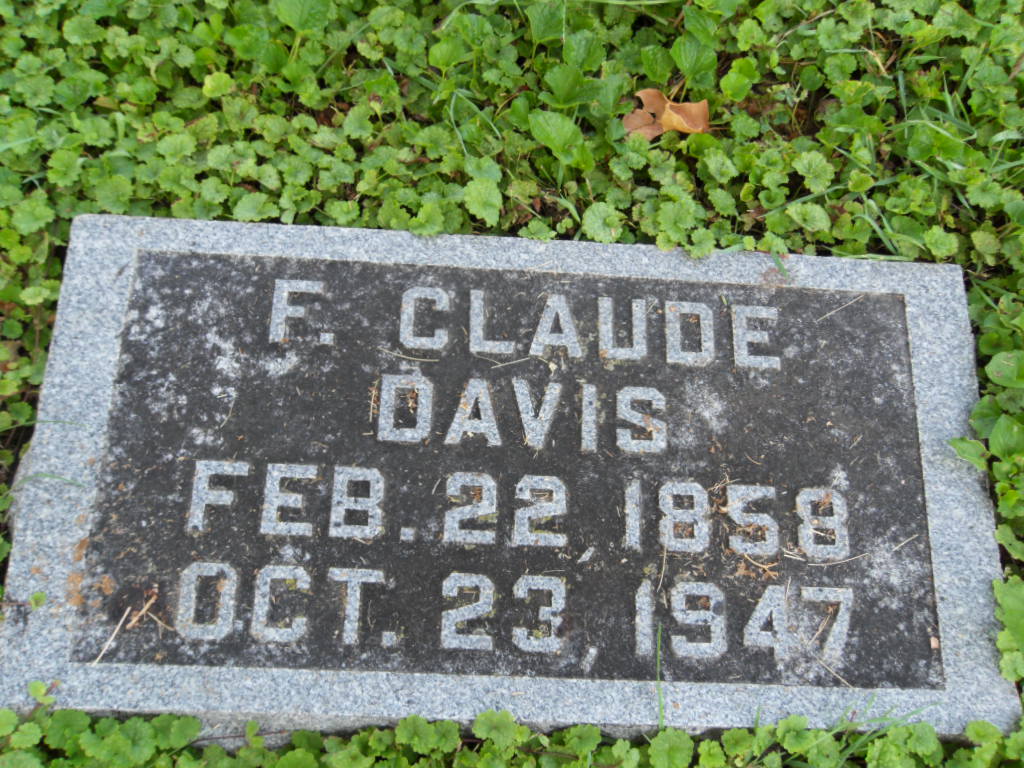 F. CLAUDE
DAVIS
FEB. 22, 1858
OCT. 23, 1947